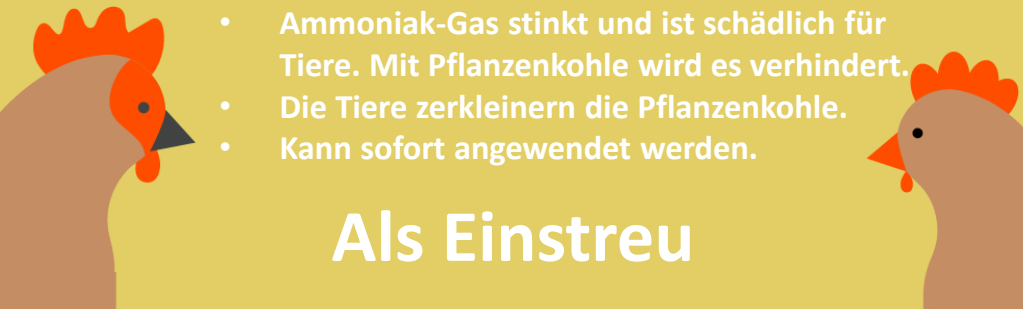 • Ammoniak-Gas stinkt und ist schädlich für
Tiere. Mit Pflanzenkohle wird es verhindert.
• Die Tiere zerkleinern die Pflanzenkohle.
• Kann sofort angewendet werden.
Als Einstreu